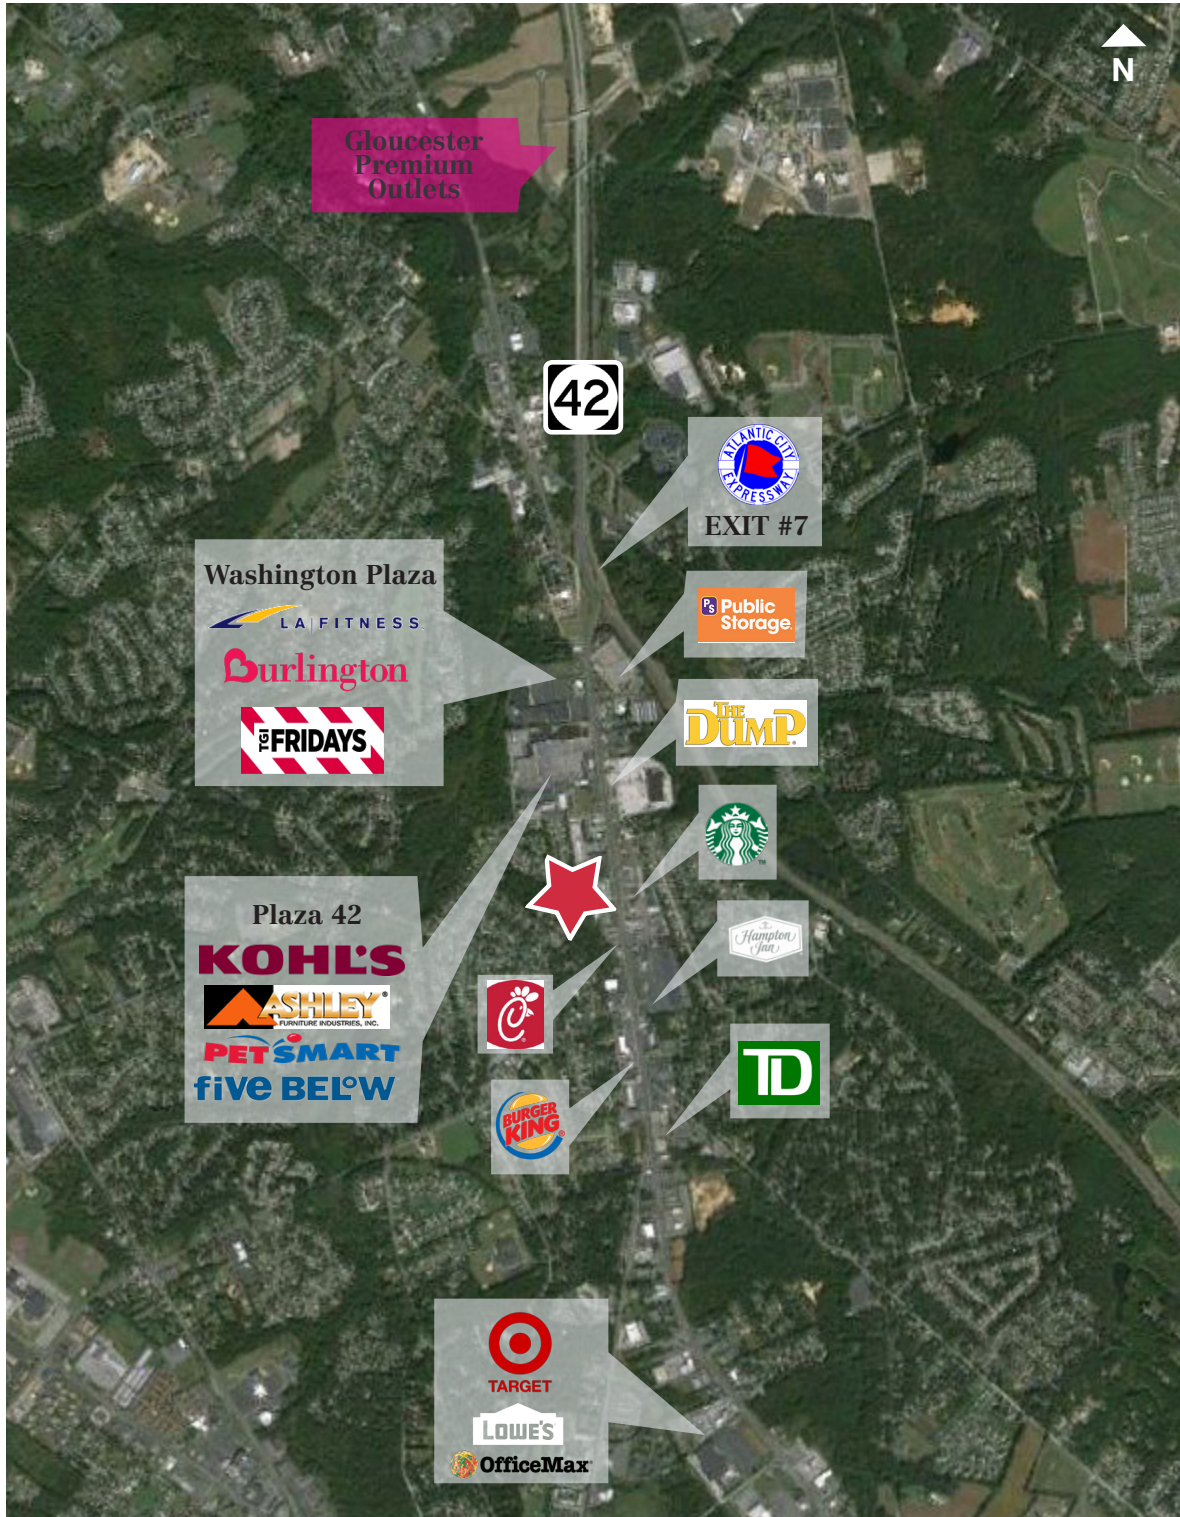 N
Gloucester
Premium
Outlets
42
ATLANTIC CITY
EXPRESSWAY
EXIT #7
Washington Plaza
LA FITNESS
Burlington
TGI FRIDAYS
PS Public
Storage
THE
DUMP
Plaza 42
KOHL'S
ASHLEY®
FURNITURE INDUSTRIES, INC.
PETSMART
five BELOW
TM
Hampton
Inn
C
TD
BURGER
KING®
TARGET
LOWE'S
OfficeMax